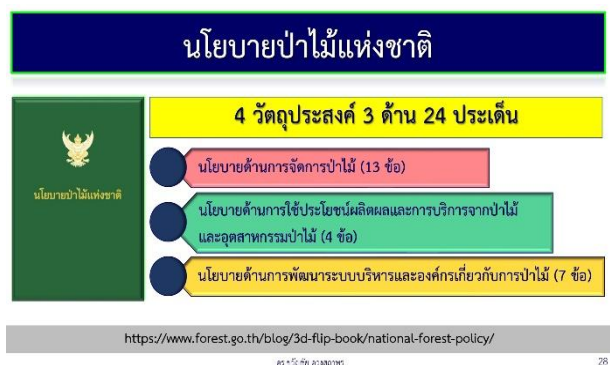 นโยบายป่าไม้แห่งชาติ
4 วัตถุประสงค์ 3 ด้าน 24 ประเด็น
นโยบายป่าไม้แห่งชาติ
นโยบายด้านการจัดการป่าไม้ (13 ข้อ)
นโยบายด้านการใช้ประโยชน์ผลิตผลและการบริการจากป่าไม้
และอุตสาหกรรมป่าไม้ (4 ข้อ)
นโยบายด้านการพัฒนาระบบบริหารและองค์กรเกี่ยวกับการป่าไม้ (7 ข้อ)
https://www.forest.go.th/blog/3d-flip-book/national-forest-policy/
28